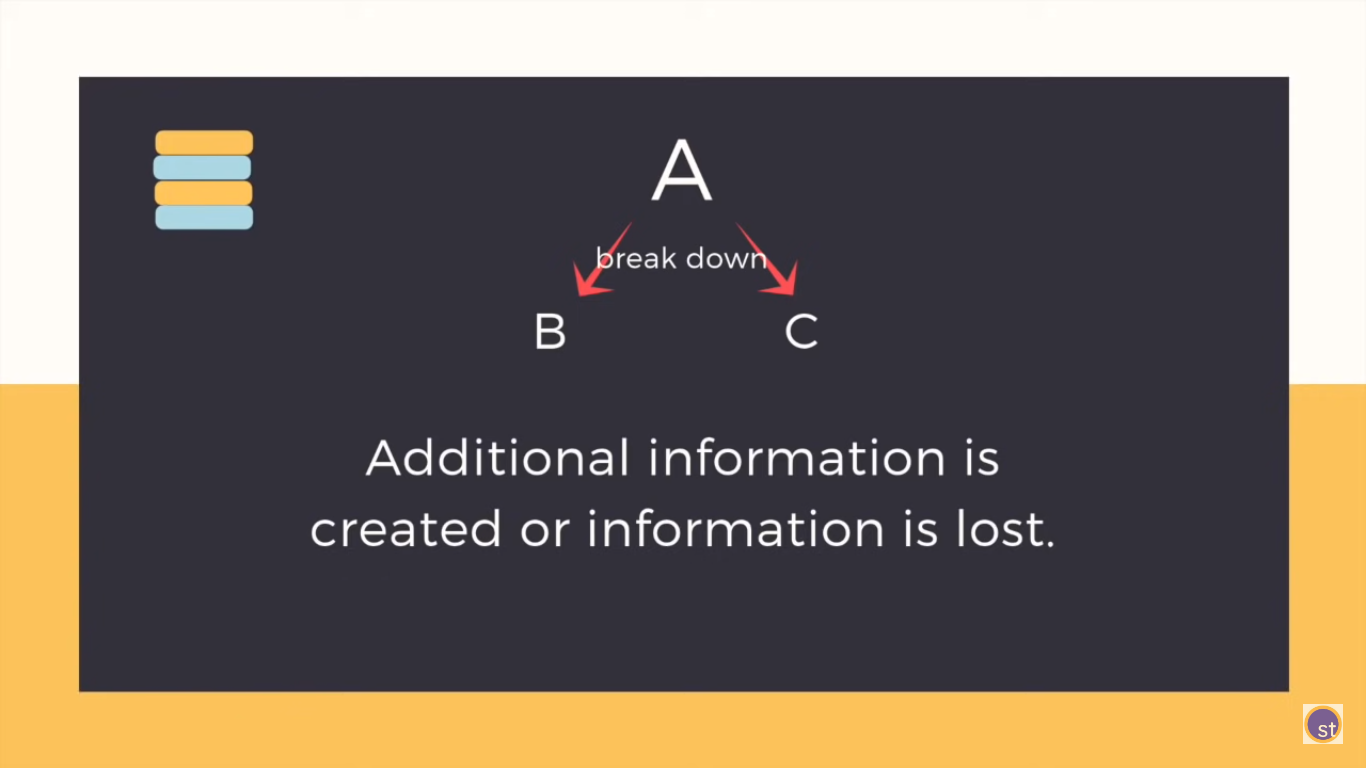 A
break down
B C
Additional information is
created or information is lost.
st